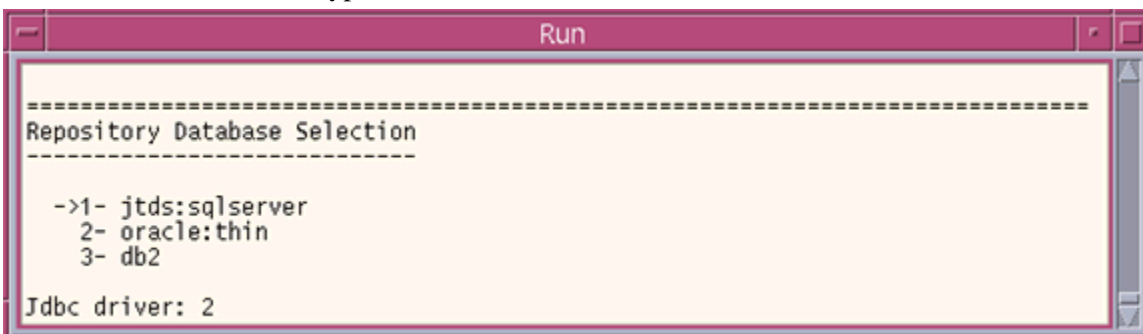 Run
===============================================================================
Repository Database Selection
-----------------------------
->1- jtds:sqlserver
2- oracle:thin
3- db2
Jdbc driver: 2